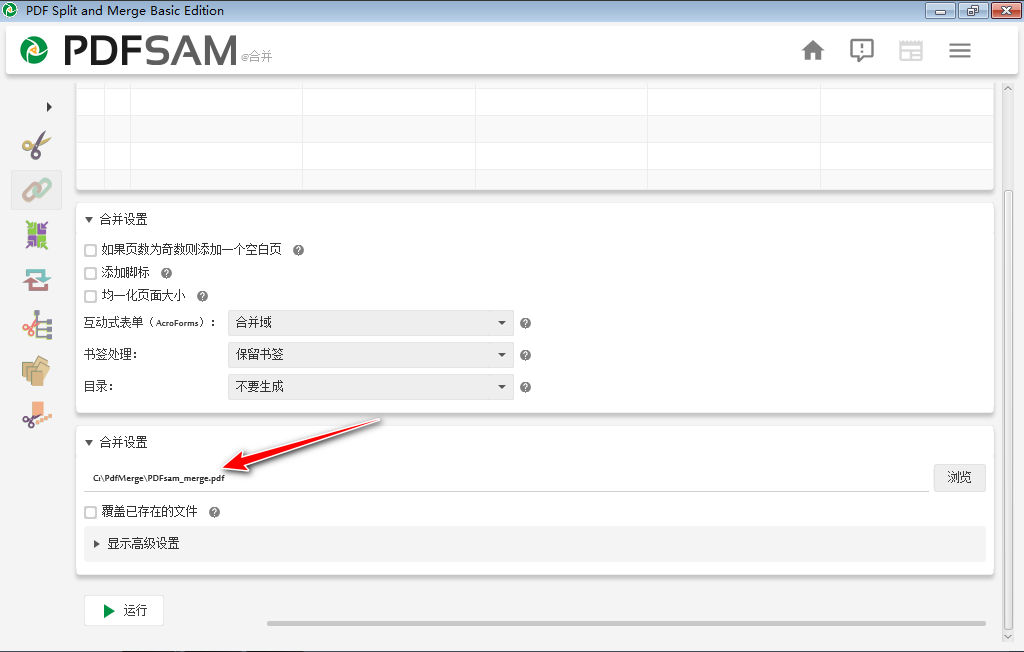 PDF Split and Merge Basic Edition
PDFSAM @合并
合并设置
如果页数为奇数则添加一个空白页
添加脚标
均一化页面大小
互动式表单（AcroForms）： 合并域
书签处理： 保留书签
目录： 不要生成
合并设置
C:\PdfMerge\PDFsam_merge.pdf 浏览
覆盖已存在的文件
显示高级设置
运行